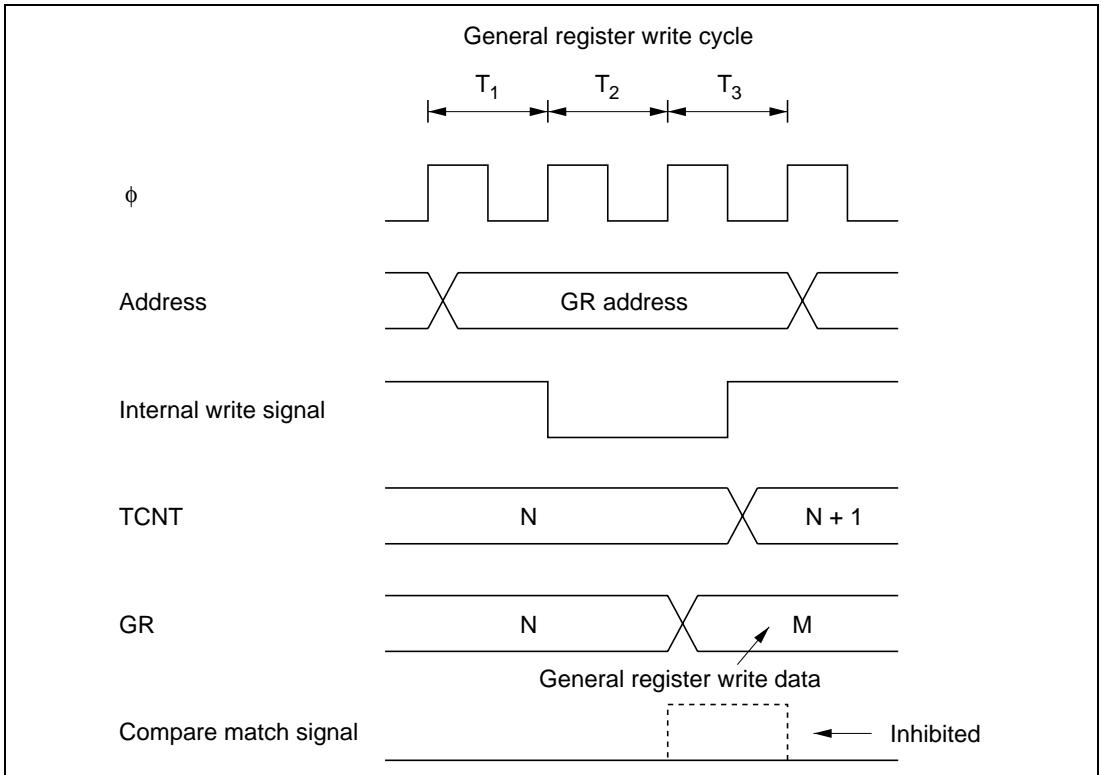 General register write cycle
T1 T2 T3
φ
Address GR address
Internal write signal
TCNT N N + 1
GR N M
General register write data
Compare match signal Inhibited